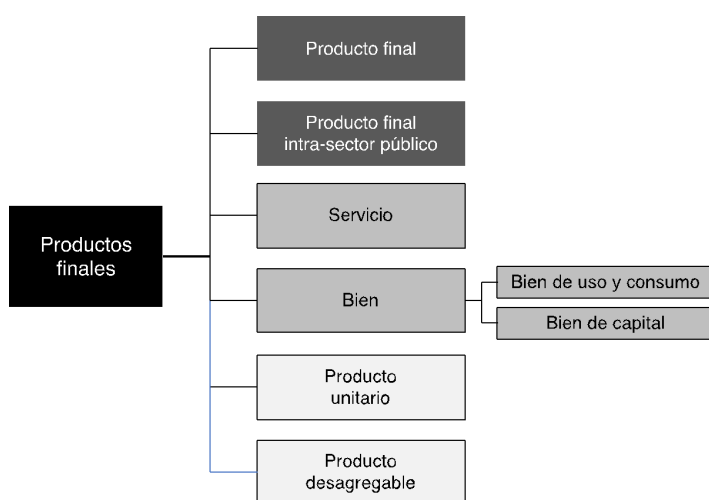 Productos
finales
Producto final
Producto final
intra-sector público
Servicio
Bien
Bien de uso y consumo
Bien de capital
Producto
unitario
Producto
desagregable